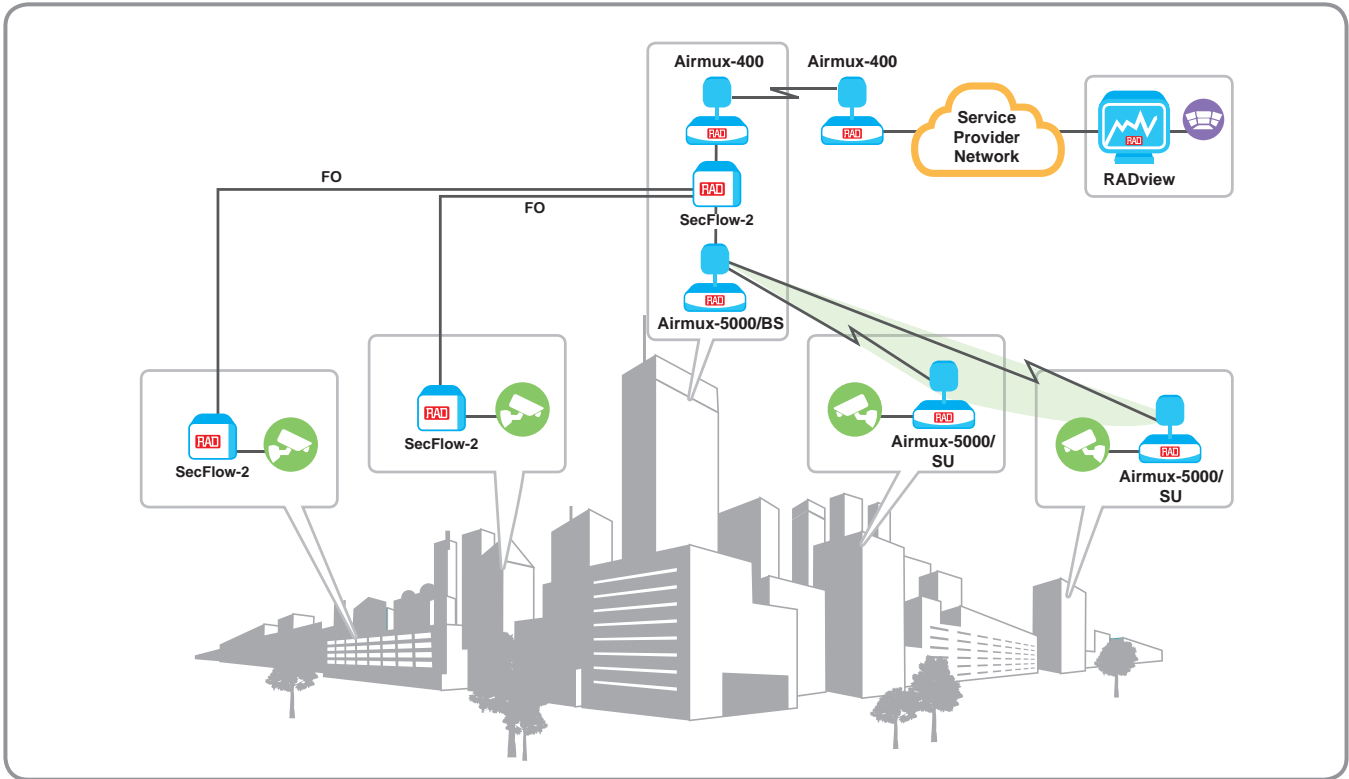 Airmux-400
Airmux-400
RAD
RAD
Service
Provider
Network
RAD
RADview
FO
FO
RAD
SecFlow-2
RAD
Airmux-5000/BS
RAD
SecFlow-2
RAD
SecFlow-2
RAD
Airmux-5000/
SU
RAD
Airmux-5000/
SU